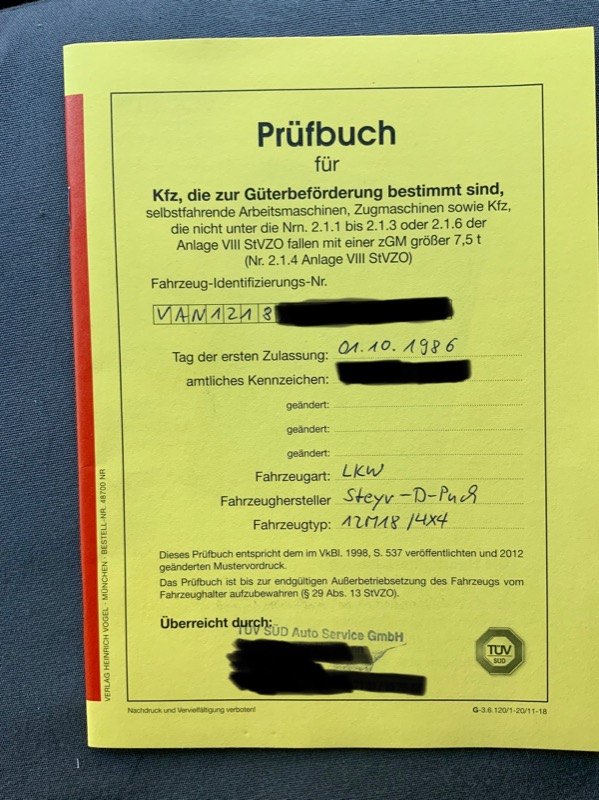 Prüfbuch
für
Kfz, die zur Güterbeförderung bestimmt sind,
selbstfahrende Arbeitsmaschinen, Zugmaschinen sowie Kfz,
die nicht unter die Nrn. 2.1.1 bis 2.1.3 oder 2.1.6 der
Anlage VIII StVZO fallen mit einer zGM größer 7,5 t
(Nr. 2.1.4 Anlage VIII StVZO)
Fahrzeug-Identifizierungs-Nr.
VAN1218
Tag der ersten Zulassung: 01.10.1986
amtliches Kennzeichen:
geändert:
geändert:
geändert:
Fahrzeugart: LKW
Fahrzeughersteller Steyr-D-Puch
Fahrzeugtyp: 12M18 /4x4
Dieses Prüfbuch entspricht dem im VkBl. 1998, S. 537 veröffentlichten und 2012
geänderten Mustervordruck.
Das Prüfbuch ist bis zur endgültigen Außerbetriebsetzung des Fahrzeugs vom
Fahrzeughalter aufzubewahren (§ 29 Abs. 13 StVZO).
Überreicht durch:
TÜV SÜD Auto Service GmbH
TÜV
SÜD
Nachdruck und Vervielfältigung verboten!
G-3.6.120/1-20/11-18
VERLAG HEINRICH VOGEL · MÜNCHEN · BESTELL-NR. 48700 NR